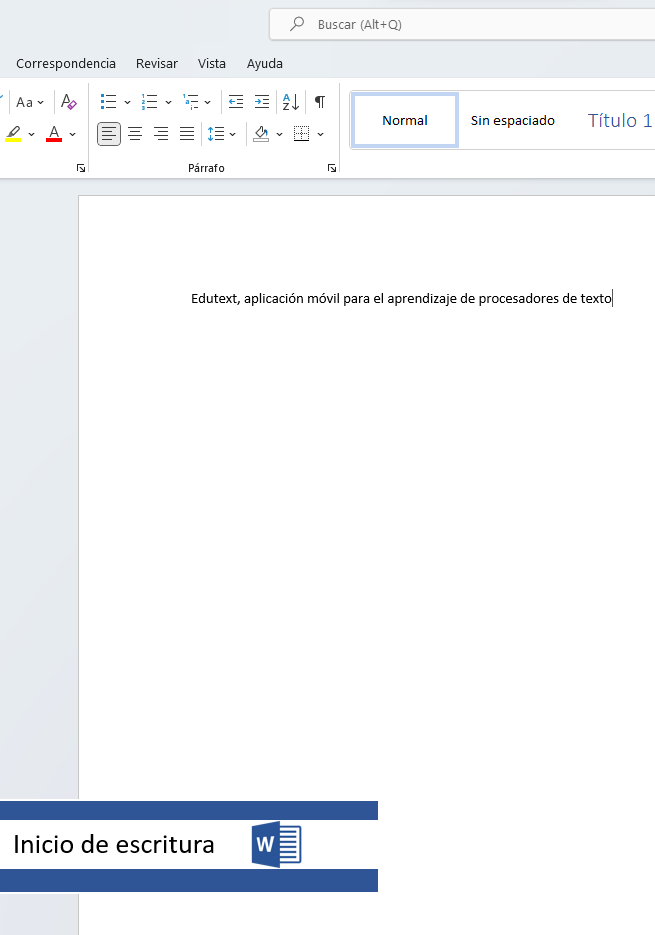 Buscar (Alt+Q)
Correspondencia Revisar Vista Ayuda
Aa
Normal Sin espaciado Título 1
Párrafo
Edutext, aplicación móvil para el aprendizaje de procesadores de texto
Inicio de escritura W